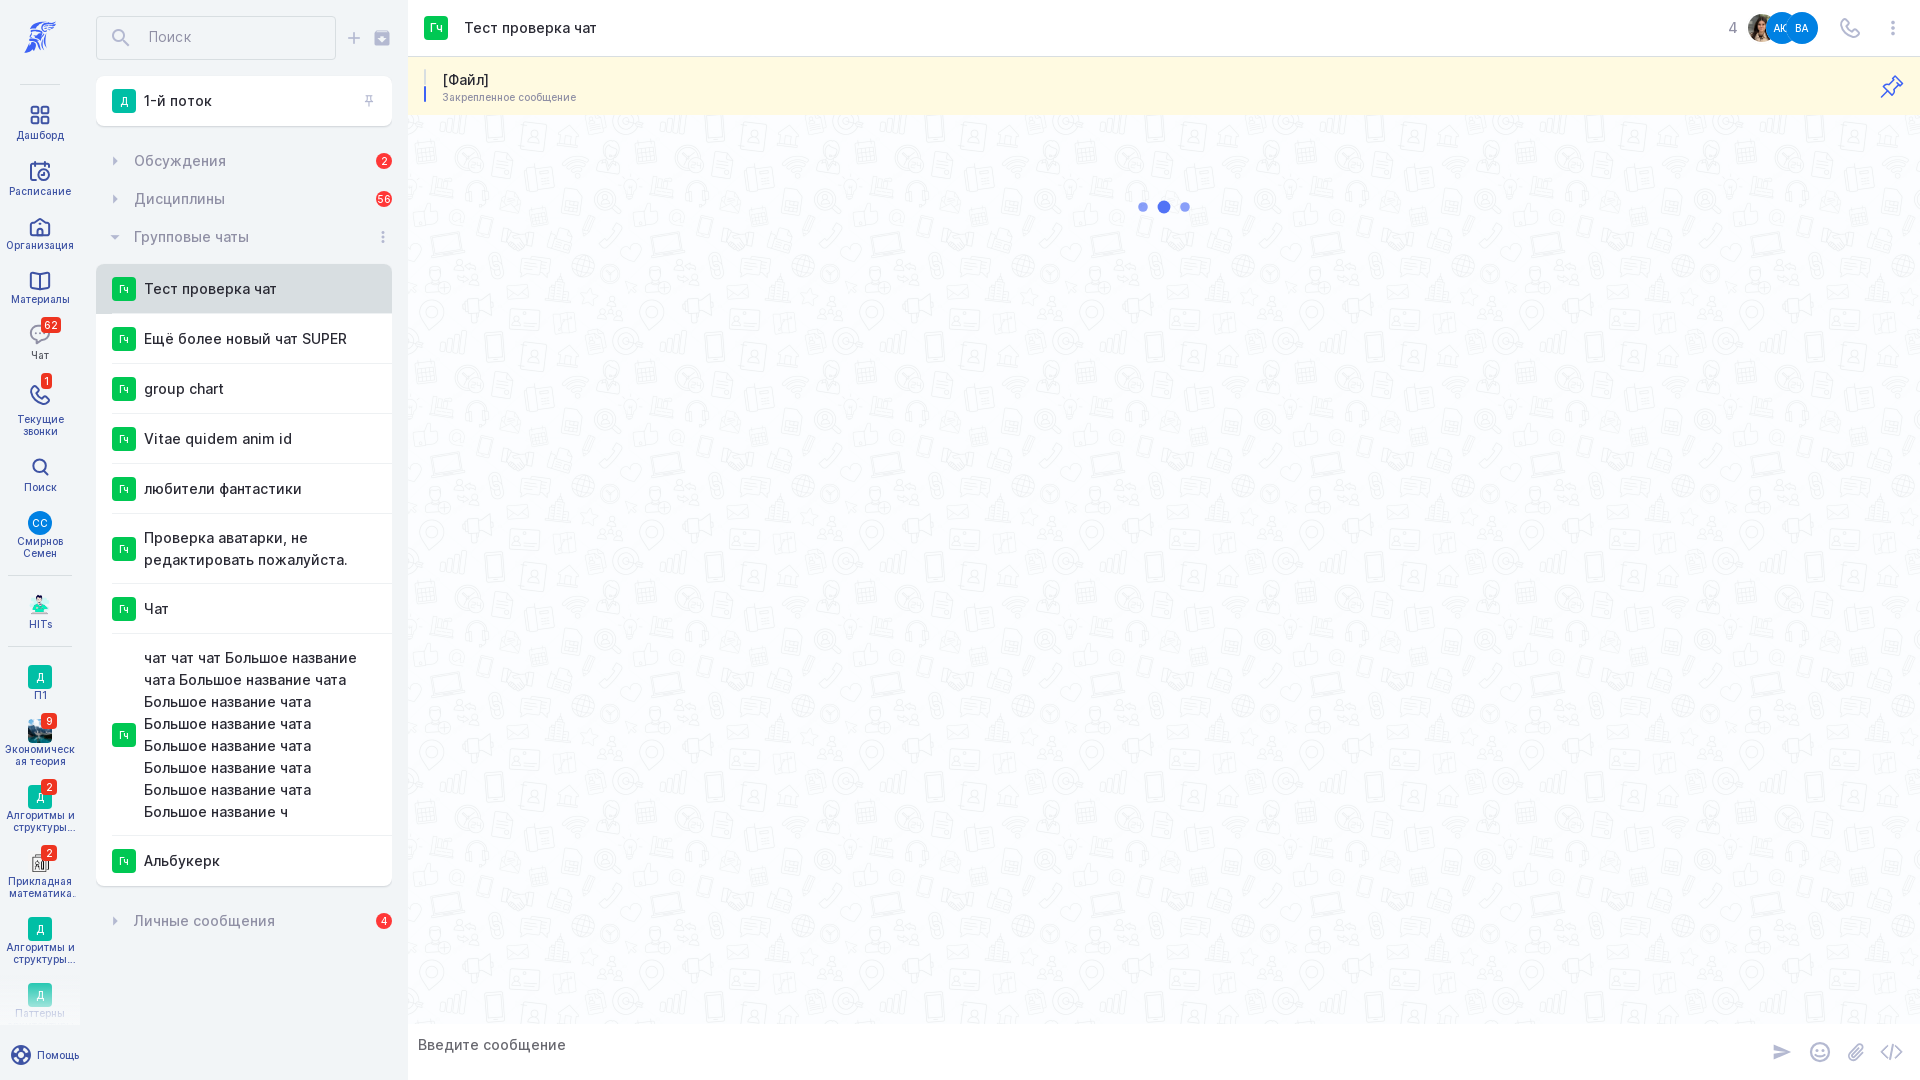 Дашборд
Расписание
Организация
Материалы
62
Чат
1
Текущие
звонки
Поиск
СС
Смирнов
Семен
HITs
Д
П1
9
Экономическ
ая теория
2
Д
Алгоритмы и
структуры...
2
Прикладная
математика.
Д
Алгоритмы и
структуры...
Д
Паттерны
Помощь
Поиск
Д
1-й поток
Обсуждения
2
Дисциплины
56
Групповые чаты
Гч
Тест проверка чат
Гч
Ещё более новый чат SUPER
Гч
group chart
Гч
Vitae quidem anim id
Гч
любители фантастики
Гч
Проверка аватарки, не
редактировать пожалуйста.
Гч
Чат
Гч
чат чат чат Большое название
чата Большое название чата
Большое название чата
Большое название чата
Большое название чата
Большое название чата
Большое название чата
Большое название ч
Гч
Альбукерк
Личные сообщения
4
Гч
Тест проверка чат
4
АК
ВА
[Файл]
Закрепленное сообщение
Введите сообщение